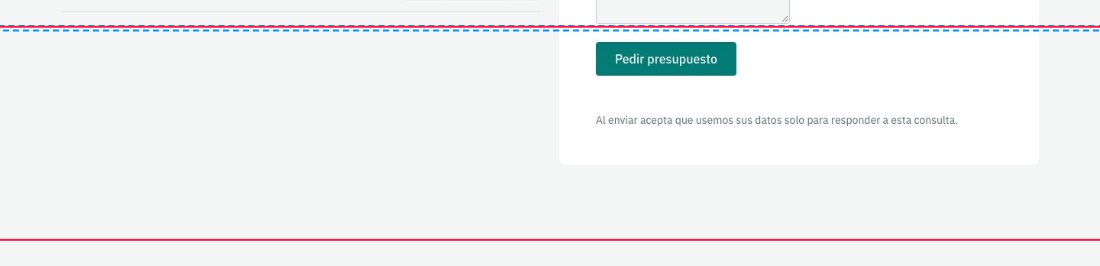 Pedir presupuesto
Al enviar acepta que usemos sus datos solo para responder a esta consulta.